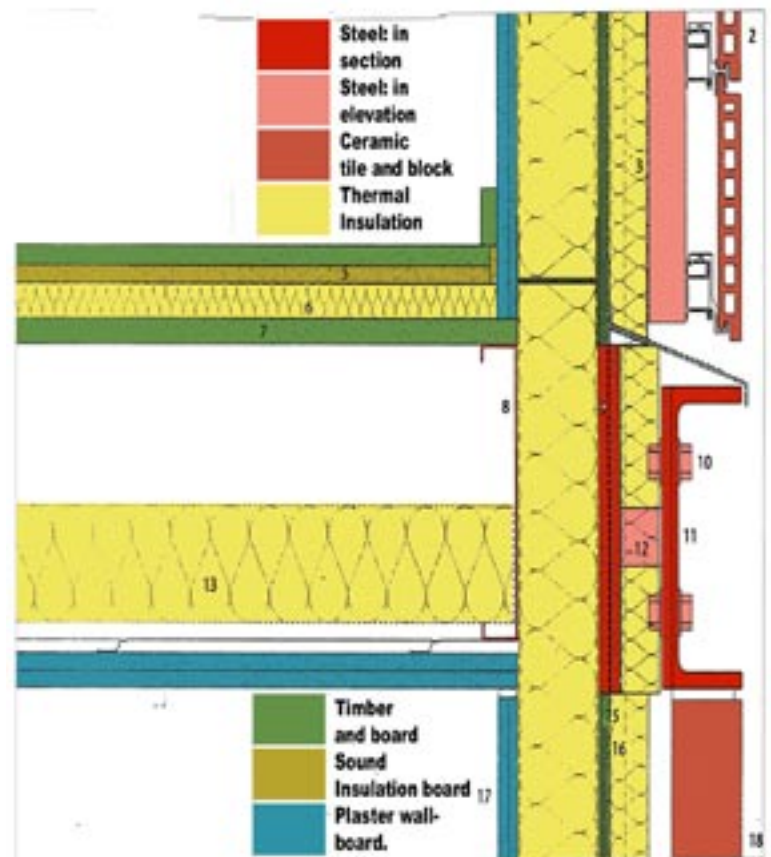 Steel: in
section
Steel: in
elevation
Ceramic
tile and block
Thermal
Insulation
2
3
5
6
7
8
10
11
12
13
Timber
and board
Sound
Insulation board
Plaster wall-
board.
15
16
17
18